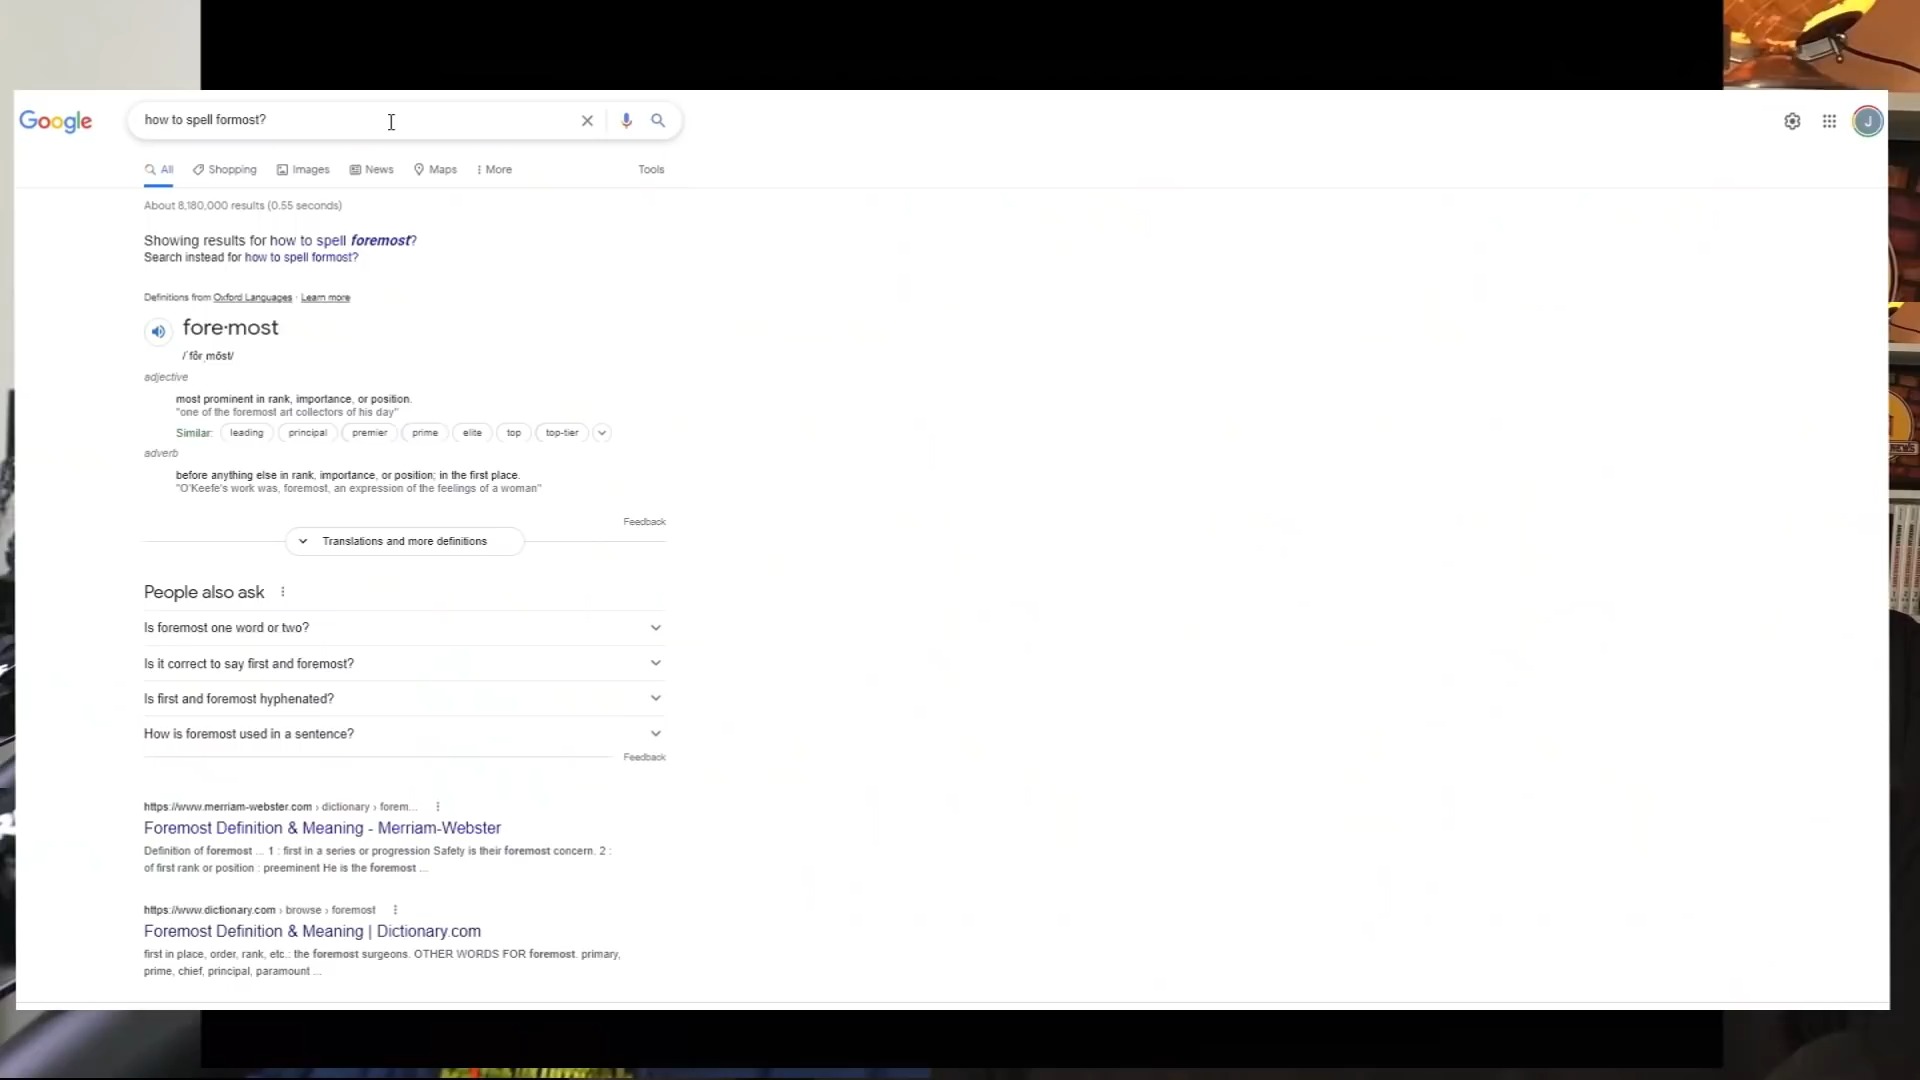 Google
how to spell formost?
J
All
Shopping
Images
News
Maps
More
Tools
About 8,180,000 results (0.55 seconds)
Showing results for how to spell foremost?
Search instead for how to spell formost?
Definitions from Oxford Languages · Learn more
fore·most
/ˈfôrˌmōst/
adjective
most prominent in rank, importance, or position.
"one of the foremost art collectors of his day"
Similar: leading principal premier prime elite top top-tier
adverb
before anything else in rank, importance, or position; in the first place.
"O'Keefe's work was, foremost, an expression of the feelings of a woman"
Feedback
Translations and more definitions
People also ask
Is foremost one word or two?
Is it correct to say first and foremost?
Is first and foremost hyphenated?
How is foremost used in a sentence?
Feedback
https://www.merriam-webster.com › dictionary › forem...
Foremost Definition & Meaning - Merriam-Webster
Definition of foremost ... 1 : first in a series or progression Safety is their foremost concern. 2 :
of first rank or position : preeminent He is the foremost ...
https://www.dictionary.com › browse › foremost
Foremost Definition & Meaning | Dictionary.com
first in place, order, rank, etc.: the foremost surgeons. OTHER WORDS FOR foremost. primary,
prime, chief, principal, paramount ...